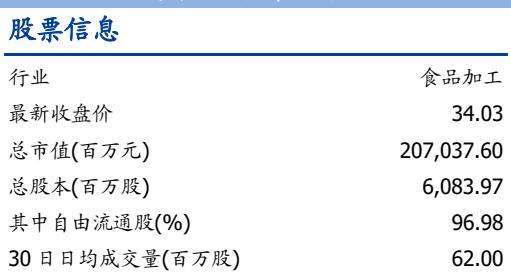 股票信息
行业 食品加工
最新收盘价 34.03
总市值(百万元) 207,037.60
总股本(百万股) 6,083.97
其中自由流通股(%) 96.98
30 日日均成交量(百万股) 62.00